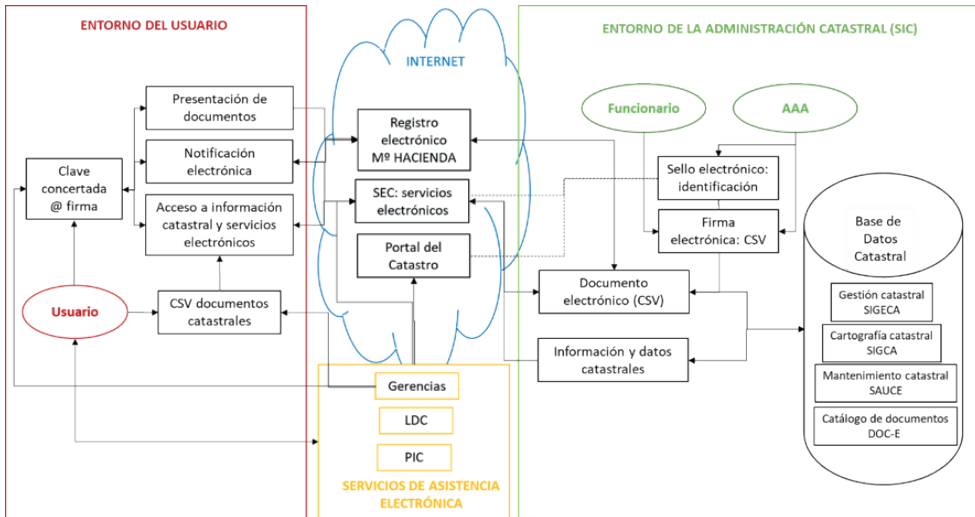 ENTORNO DEL USUARIO
Presentación de
documentos
Notificación
electrónica
Clave
concertada
@ firma
Acceso a información
catastral y servicios
electrónicos
Usuario
CSV documentos
catastrales
INTERNET
Registro
electrónico
Mº HACIENDA
SEC: servicios
electrónicos
Portal del
Catastro
Gerencias
LDC
PIC
SERVICIOS DE ASISTENCIA
ELECTRÓNICA
ENTORNO DE LA ADMINISTRACIÓN CATASTRAL (SIC)
Funcionario
AAA
Sello electrónico:
identificación
Firma
electrónica: CSV
Documento
electrónico (CSV)
Información y datos
catastrales
Base de
Datos
Catastral
Gestión catastral
SIGECA
Cartografía catastral
SIGCA
Mantenimiento catastral
SAUCE
Catálogo de documentos
DOC-E